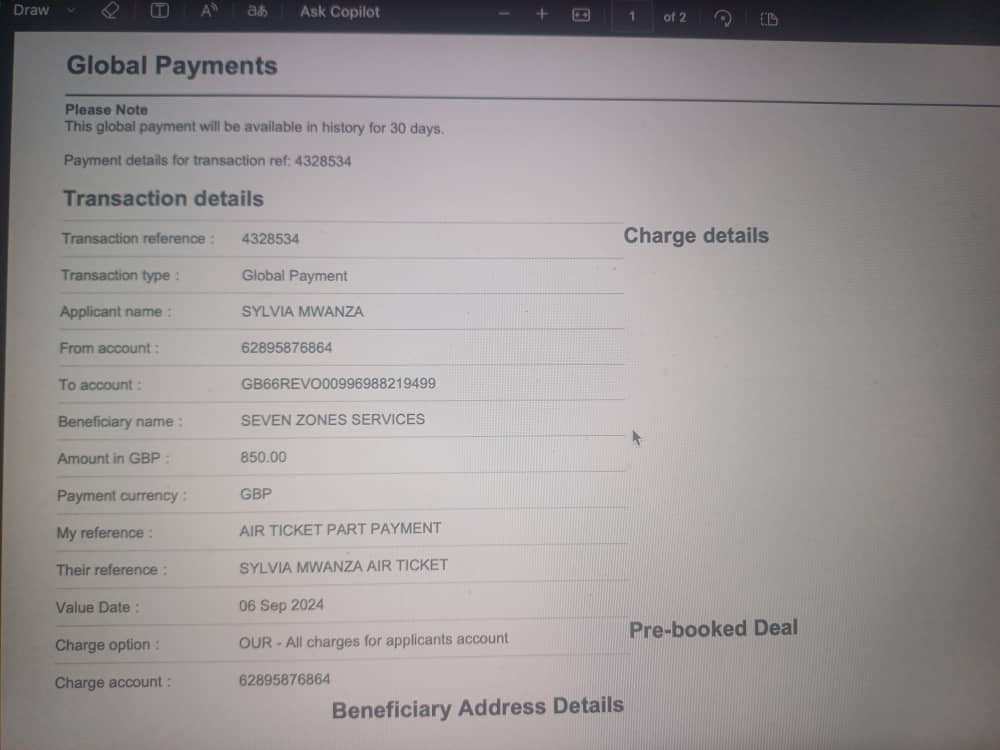 Draw
Ask Copilot
1 of 2
Global Payments
Please Note
This global payment will be available in history for 30 days.
Payment details for transaction ref: 4328534
Transaction details
Charge details
Transaction reference : 4328534
Transaction type : Global Payment
Applicant name : SYLVIA MWANZA
From account : 62895876864
To account : GB66REVO00996988219499
Beneficiary name : SEVEN ZONES SERVICES
Amount in GBP : 850.00
Payment currency : GBP
My reference : AIR TICKET PART PAYMENT
Their reference : SYLVIA MWANZA AIR TICKET
Value Date : 06 Sep 2024
Charge option : OUR - All charges for applicants account
Pre-booked Deal
Charge account : 62895876864
Beneficiary Address Details